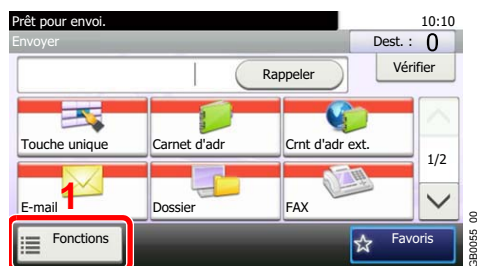 Prêt pour envoi. 10:10
Envoyer Dest. : 0
Rappeler Vérifier
Touche unique Carnet d'adr Crnt d'adr ext.
1/2
E-mail Dossier FAX
1
Fonctions Favoris
GB0055 00